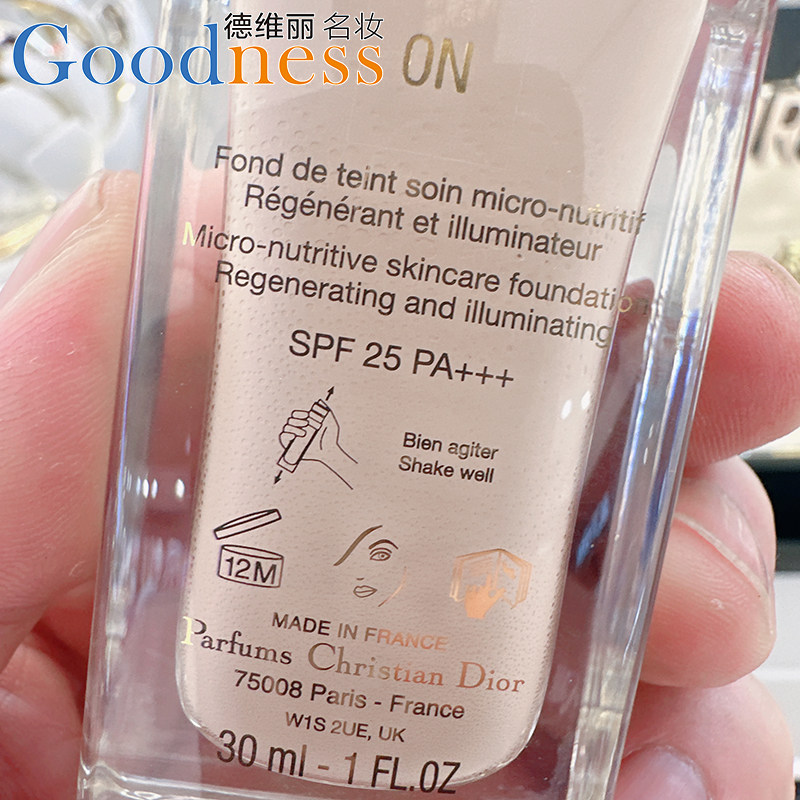 德维丽 名妆
Goodness
ON
Fond de teint soin micro-nutritif
Régénérant et illuminateur
Micro-nutritive skincare foundation
Regenerating and illuminating
SPF 25 PA+++
Bien agiter
Shake well
12M
MADE IN FRANCE
Parfums Christian Dior
75008 Paris - France
W1S 2UE, UK
30 ml - 1 FL.OZ